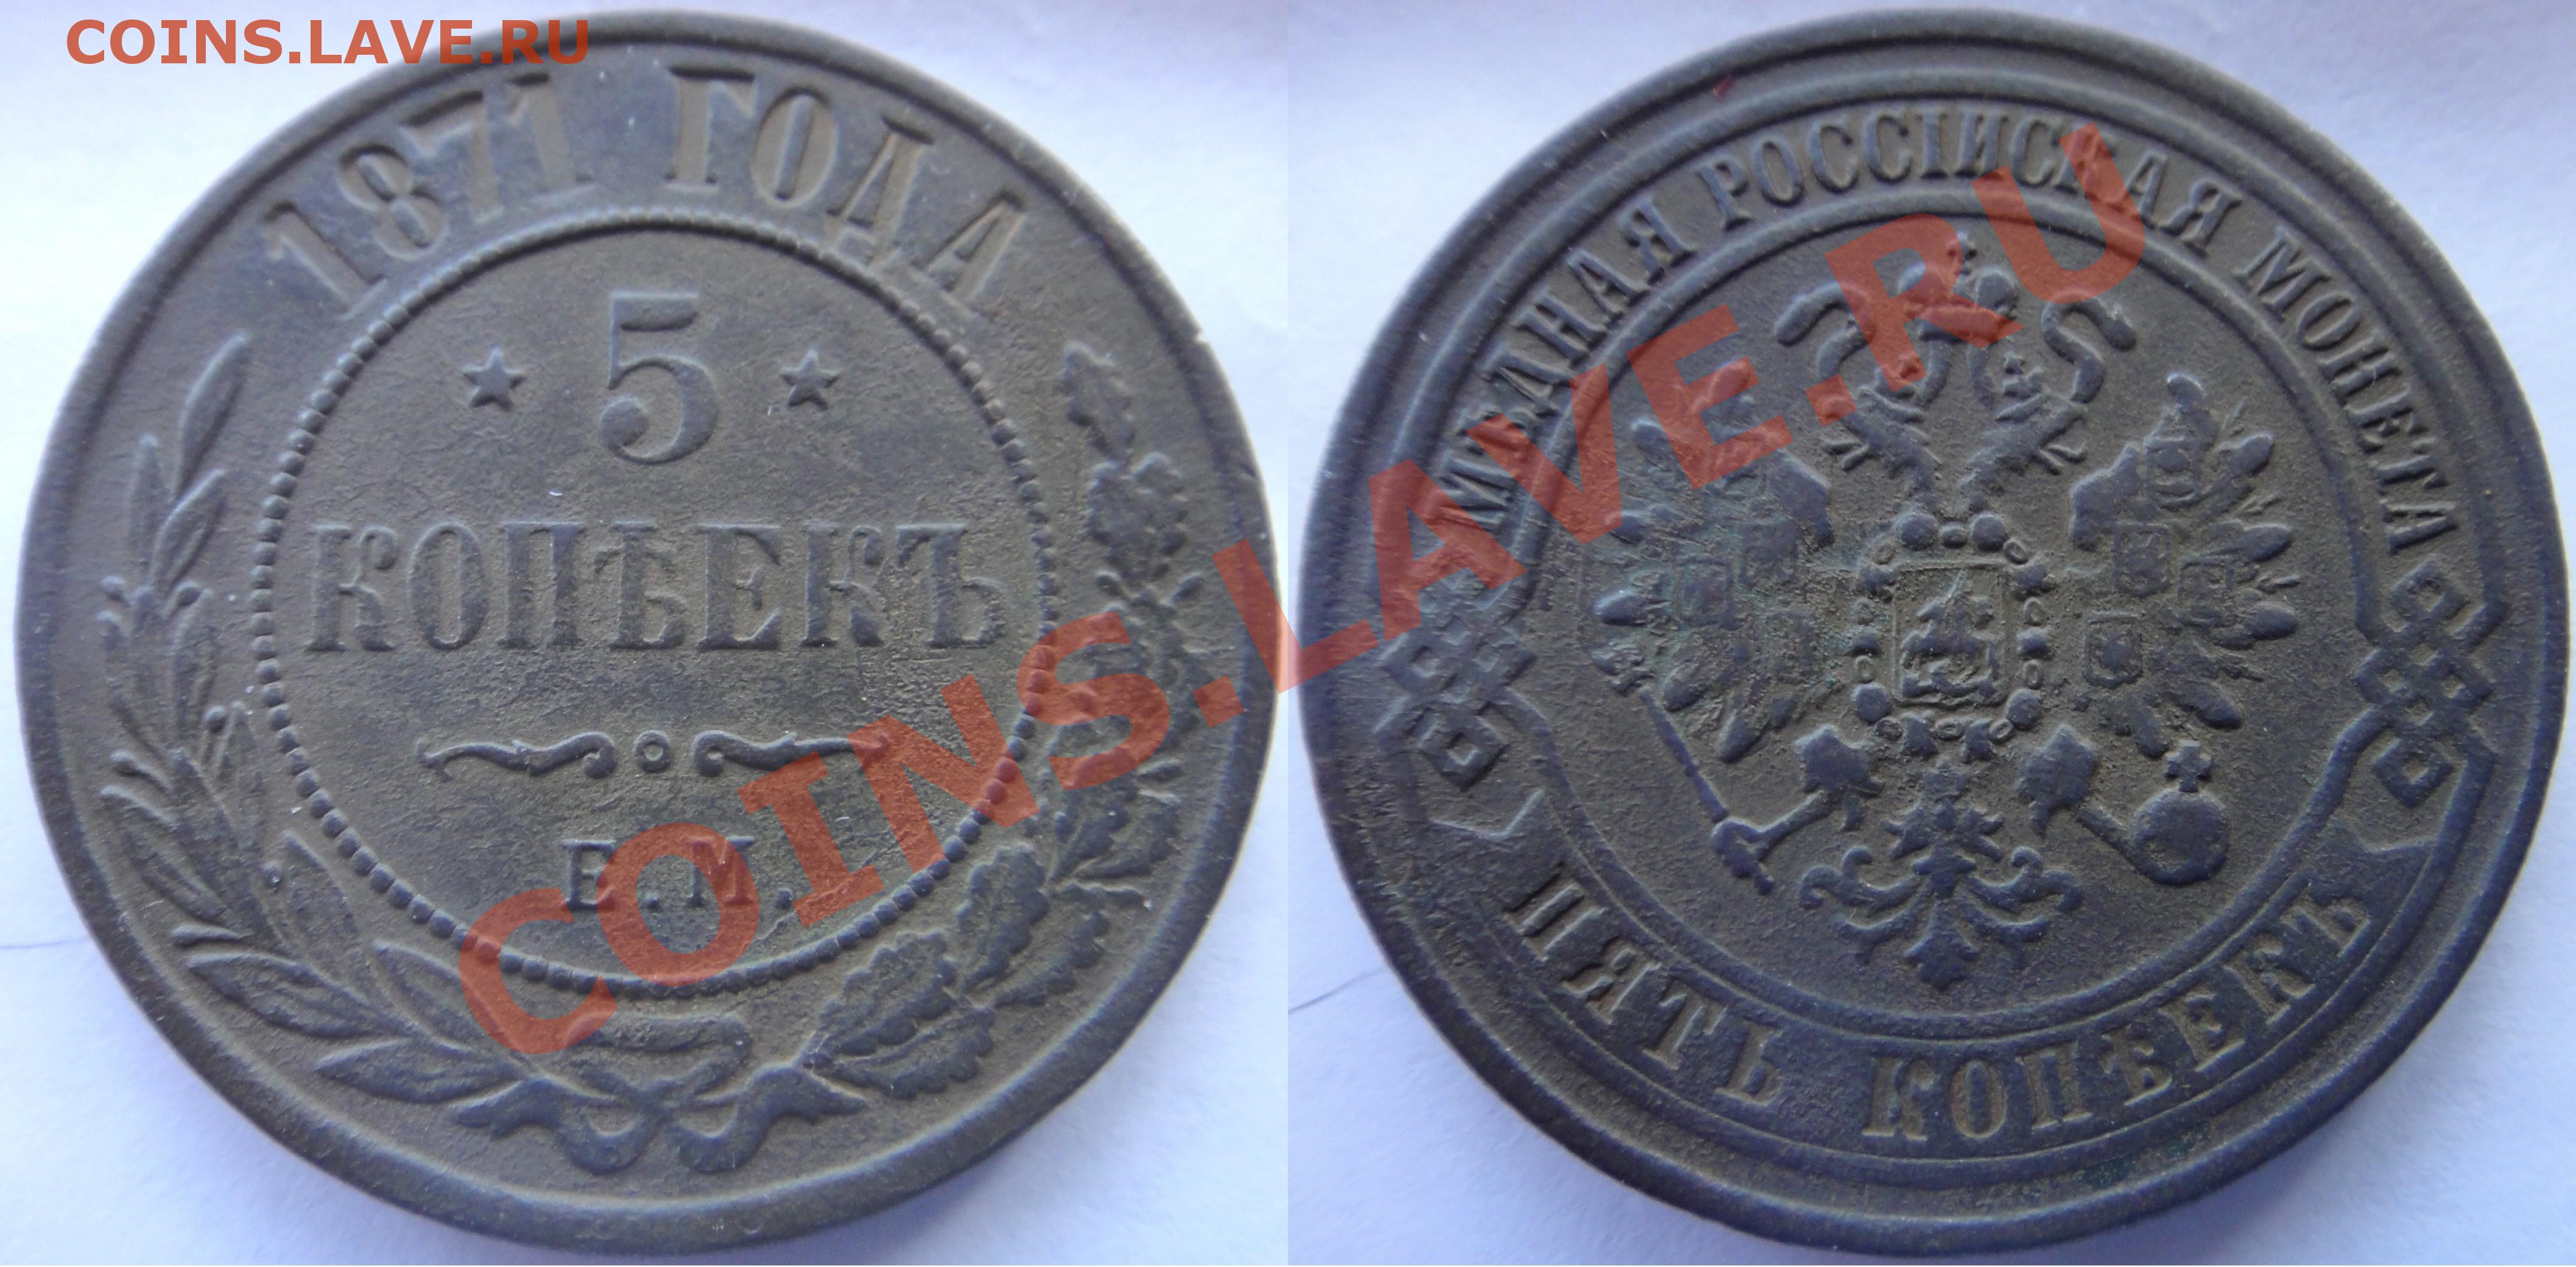 COINS.LAVE.RU
1871 ГОДА
5
КОПѢЕКЪ
Е.М.
МѢДНАЯ РОССІЙСКАЯ МОНЕТА
ПЯТЬ КОПѢЕКЪ
COINS.LAVE.RU